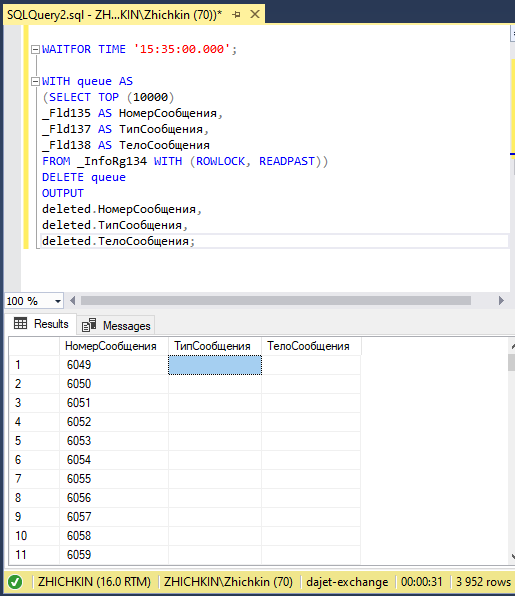 SQLQuery2.sql - ZH...KIN\Zhichkin (70))*
WAITFOR TIME '15:35:00.000';
WITH queue AS
(SELECT TOP (10000)
_Fld135 AS НомерСообщения,
_Fld137 AS ТипСообщения,
_Fld138 AS ТелоСообщения
FROM _InfoRg134 WITH (ROWLOCK, READPAST))
DELETE queue
OUTPUT
deleted.НомерСообщения,
deleted.ТипСообщения,
deleted.ТелоСообщения;
100 %
Results Messages
НомерСообщения ТипСообщения ТелоСообщения
1 6049
2 6050
3 6051
4 6052
5 6053
6 6054
7 6055
8 6056
9 6057
10 6058
11 6059
ZHICHKIN (16.0 RTM) ZHICHKIN\Zhichkin (70) dajet-exchange 00:00:31 3 952 rows